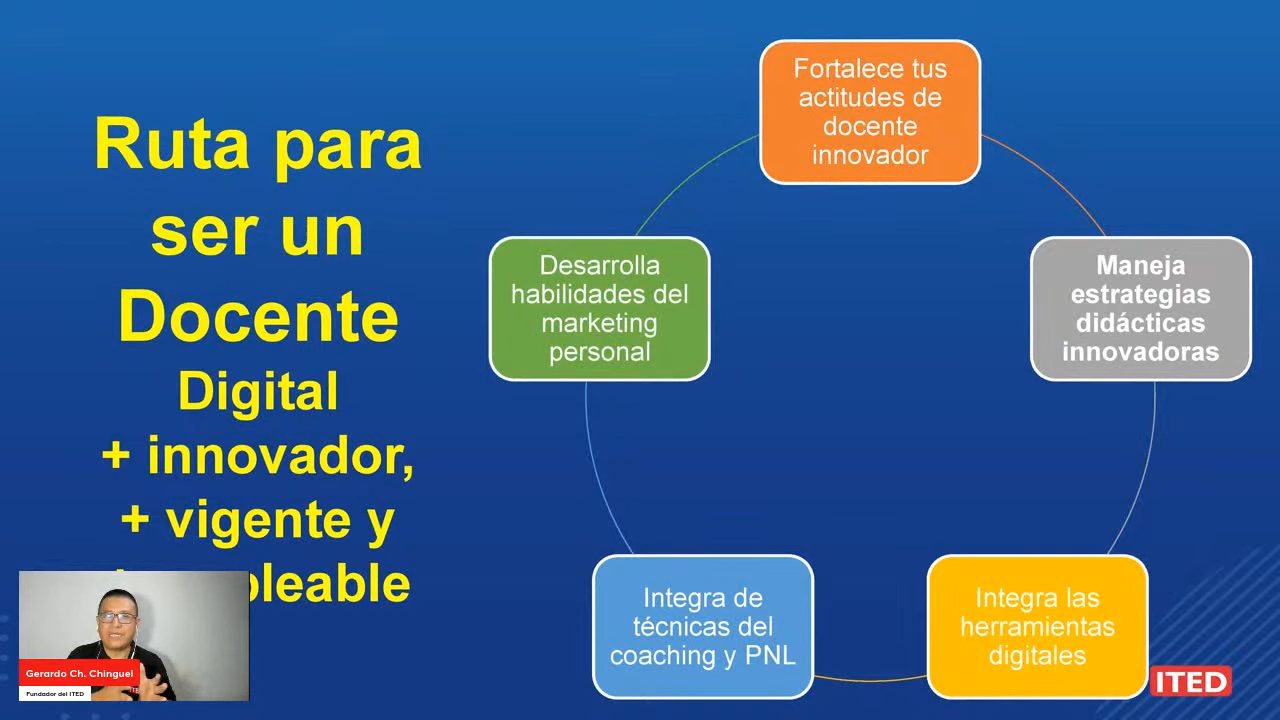 Ruta para
ser un
Docente
Digital
+ innovador,
+ vigente y
Fortalece tus
actitudes de
docente
innovador
Maneja
estrategias
didácticas
innovadoras
Integra las
herramientas
digitales
Integra de
técnicas del
coaching y PNL
Desarrolla
habilidades del
marketing
personal
Gerardo Ch. Chinguel
Fundador del ITED
ITED
ITED